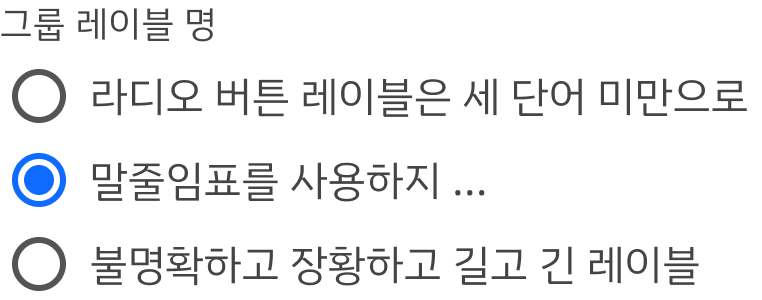 그룹 레이블 명
라디오 버튼 레이블은 세 단어 미만으로
말줄임표를 사용하지 ...
불명확하고 장황하고 길고 긴 레이블